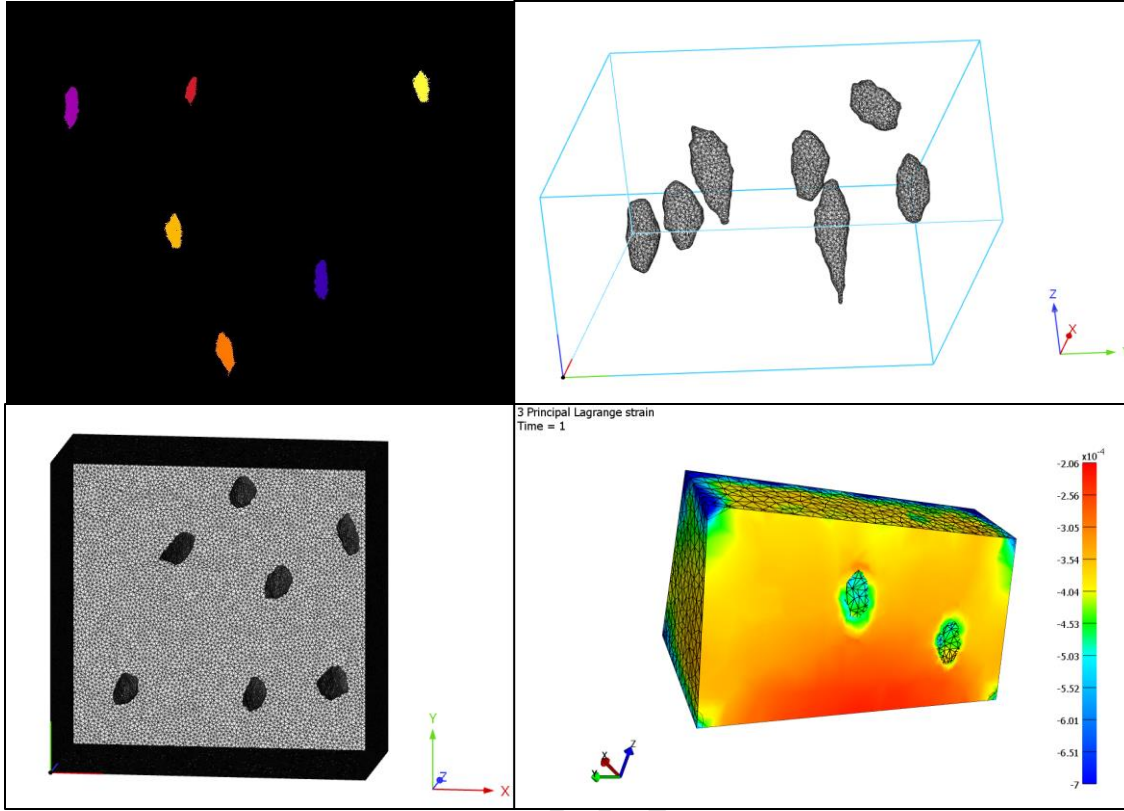 Z
X
Y
3 Principal Lagrange strain
Time = 1
x10⁻⁴
-2.06
-2.56
-3.05
-3.54
-4.04
-4.53
-5.03
-5.52
-6.01
-6.51
-7
Y
Z
X
X
Z
Y